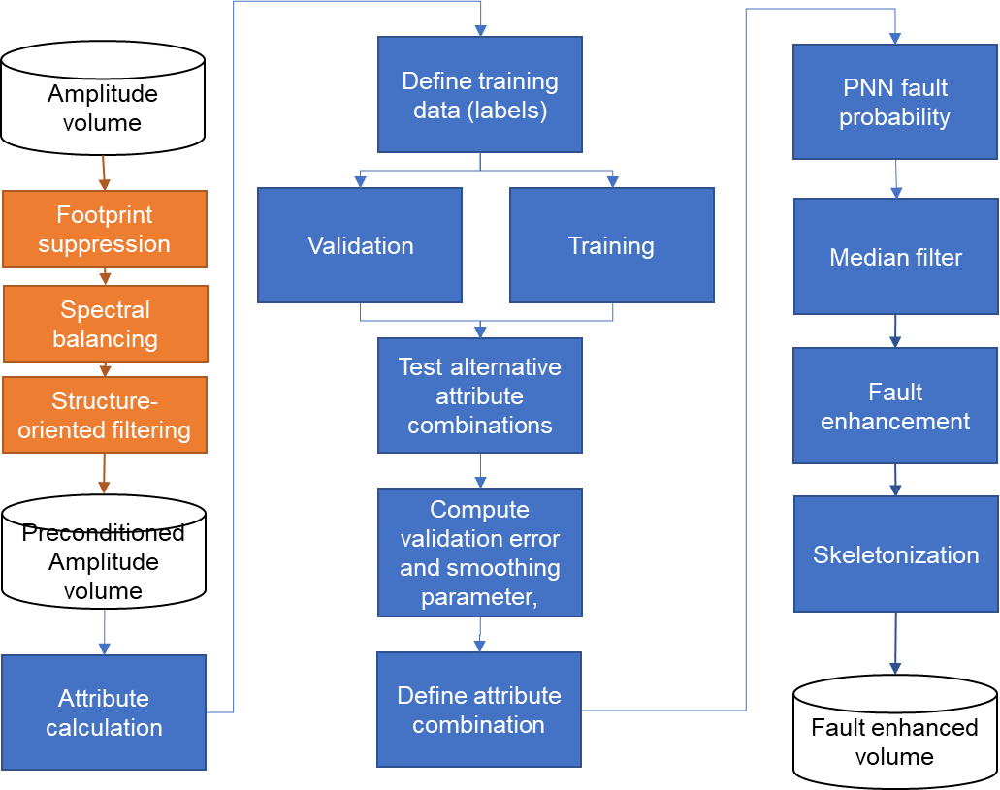 Amplitude
volume
Footprint
suppression
Spectral
balancing
Structure-
oriented filtering
Preconditioned
Amplitude
volume
Attribute
calculation
Define training
data (labels)
Validation
Training
Test alternative
attribute
combinations
Compute
validation error
and smoothing
parameter,
Define attribute
combination
PNN fault
probability
Median filter
Fault
enhancement
Skeletonization
Fault enhanced
volume